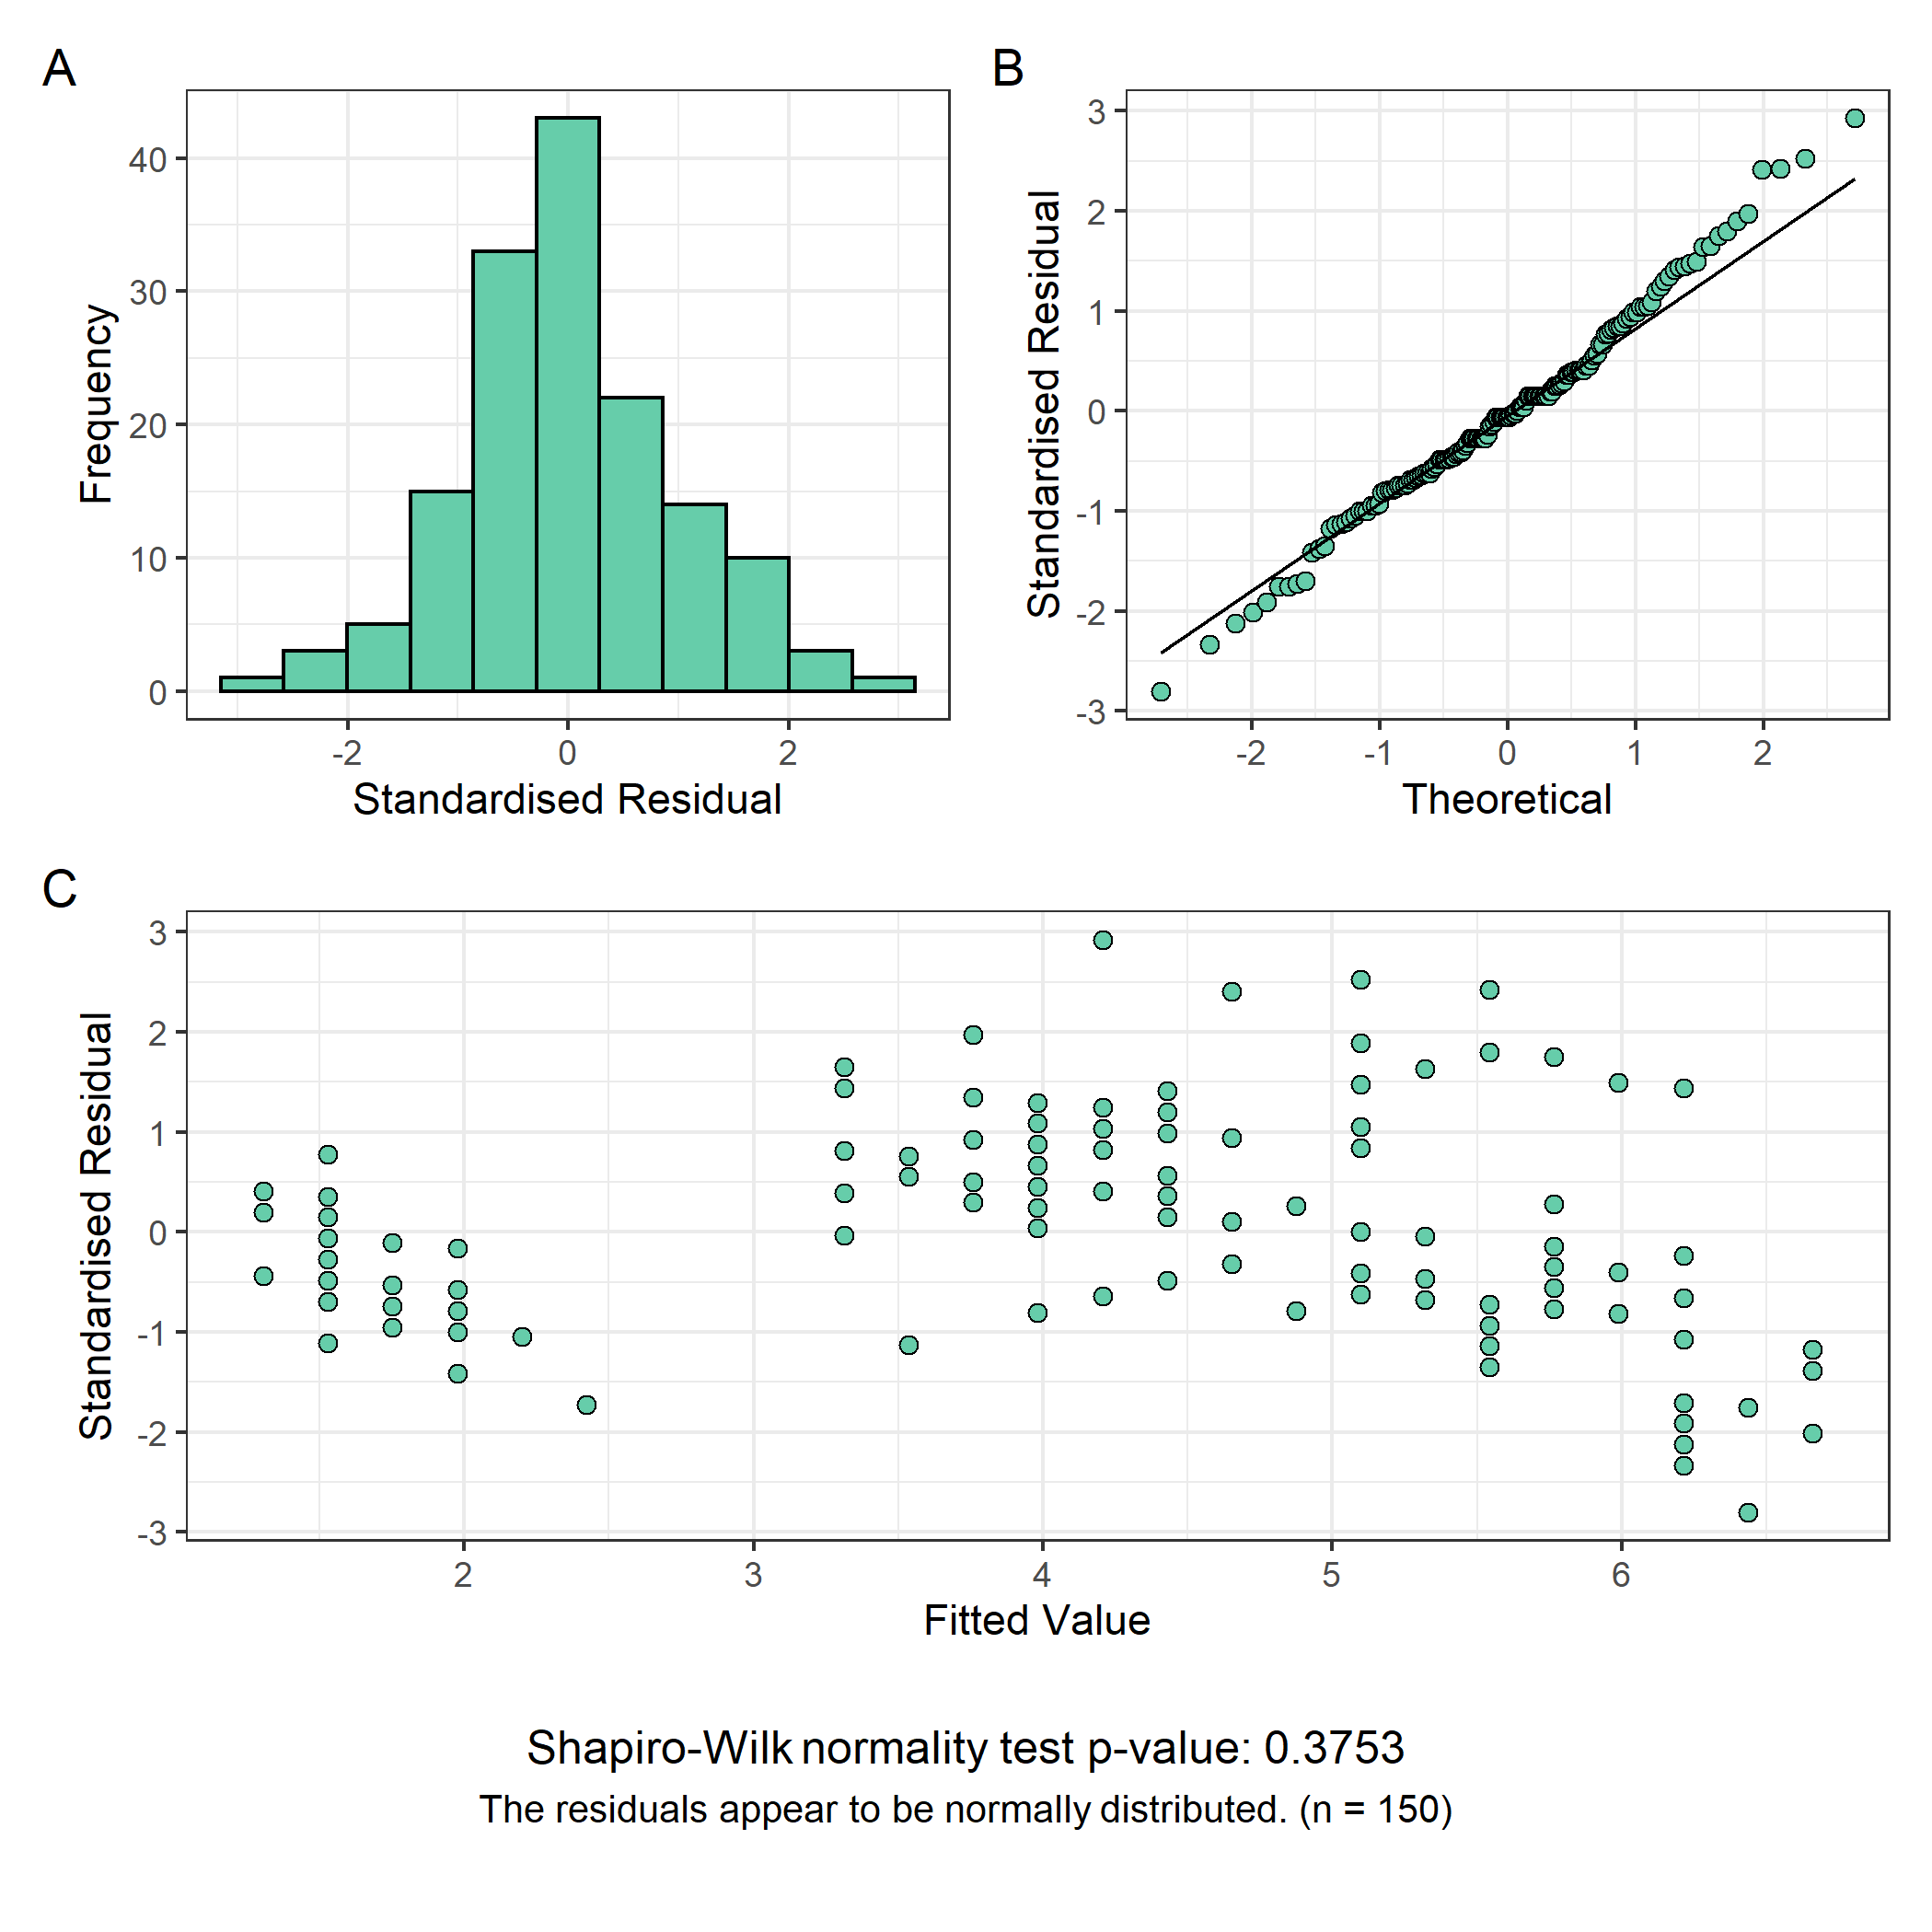 A
B
40
30
20
10
0
Frequency
-2
0
2
Standardised Residual
3
2
1
0
-1
-2
-3
Standardised Residual
-2
-1
0
1
2
Theoretical
C
3
2
1
0
-1
-2
-3
Standardised Residual
2
3
4
5
6
Fitted Value
Shapiro-Wilk normality test p-value: 0.3753
The residuals appear to be normally distributed. (n = 150)